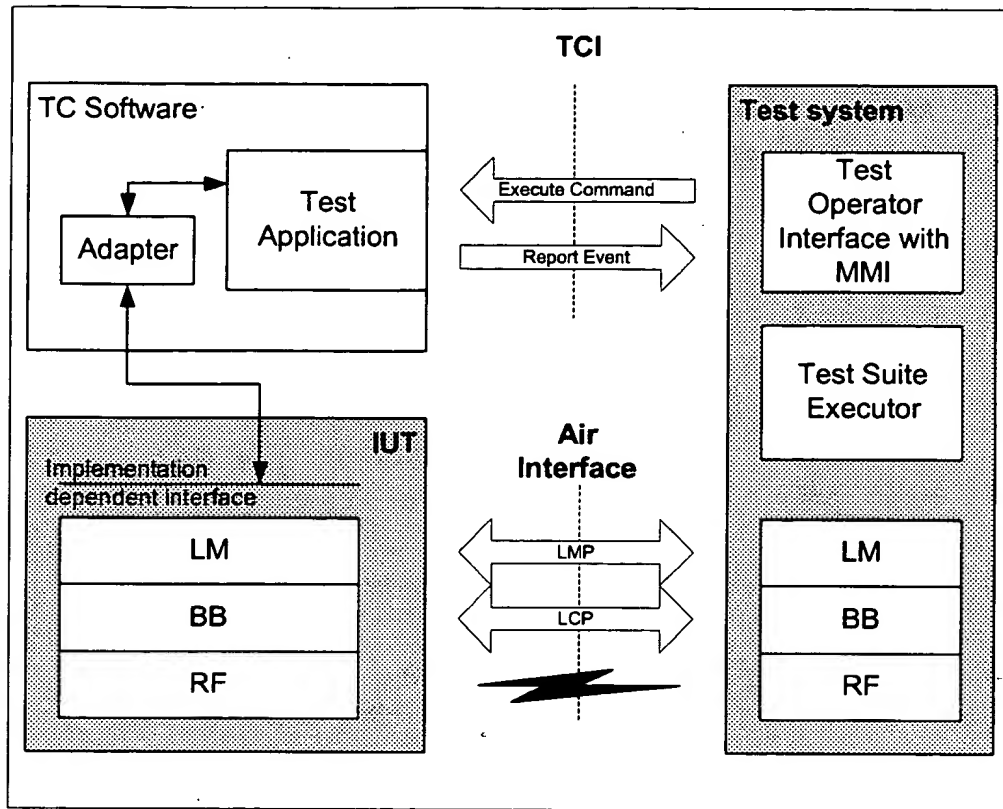 TCI
TC Software
Test
Application
Adapter
Execute Command
Report Event
Test system
Test
Operator
Interface with
MMI
Test Suite
Executor
IUT
Implementation
dependent interface
LM
BB
RF
Air
Interface
LMP
LCP
LM
BB
RF